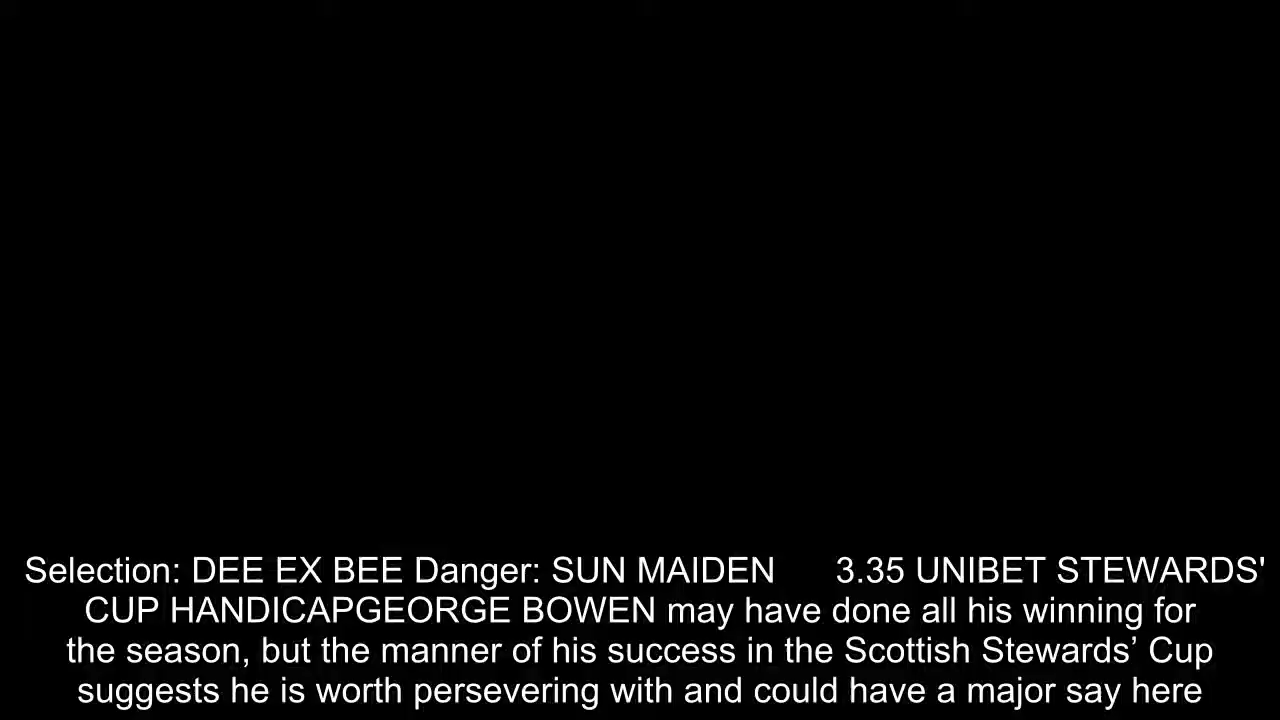 Selection: DEE EX BEE Danger: SUN MAIDEN      3.35 UNIBET STEWARDS'
CUP HANDICAPGEORGE BOWEN may have done all his winning for
the season, but the manner of his success in the Scottish Stewards’ Cup
suggests he is worth persevering with and could have a major say here